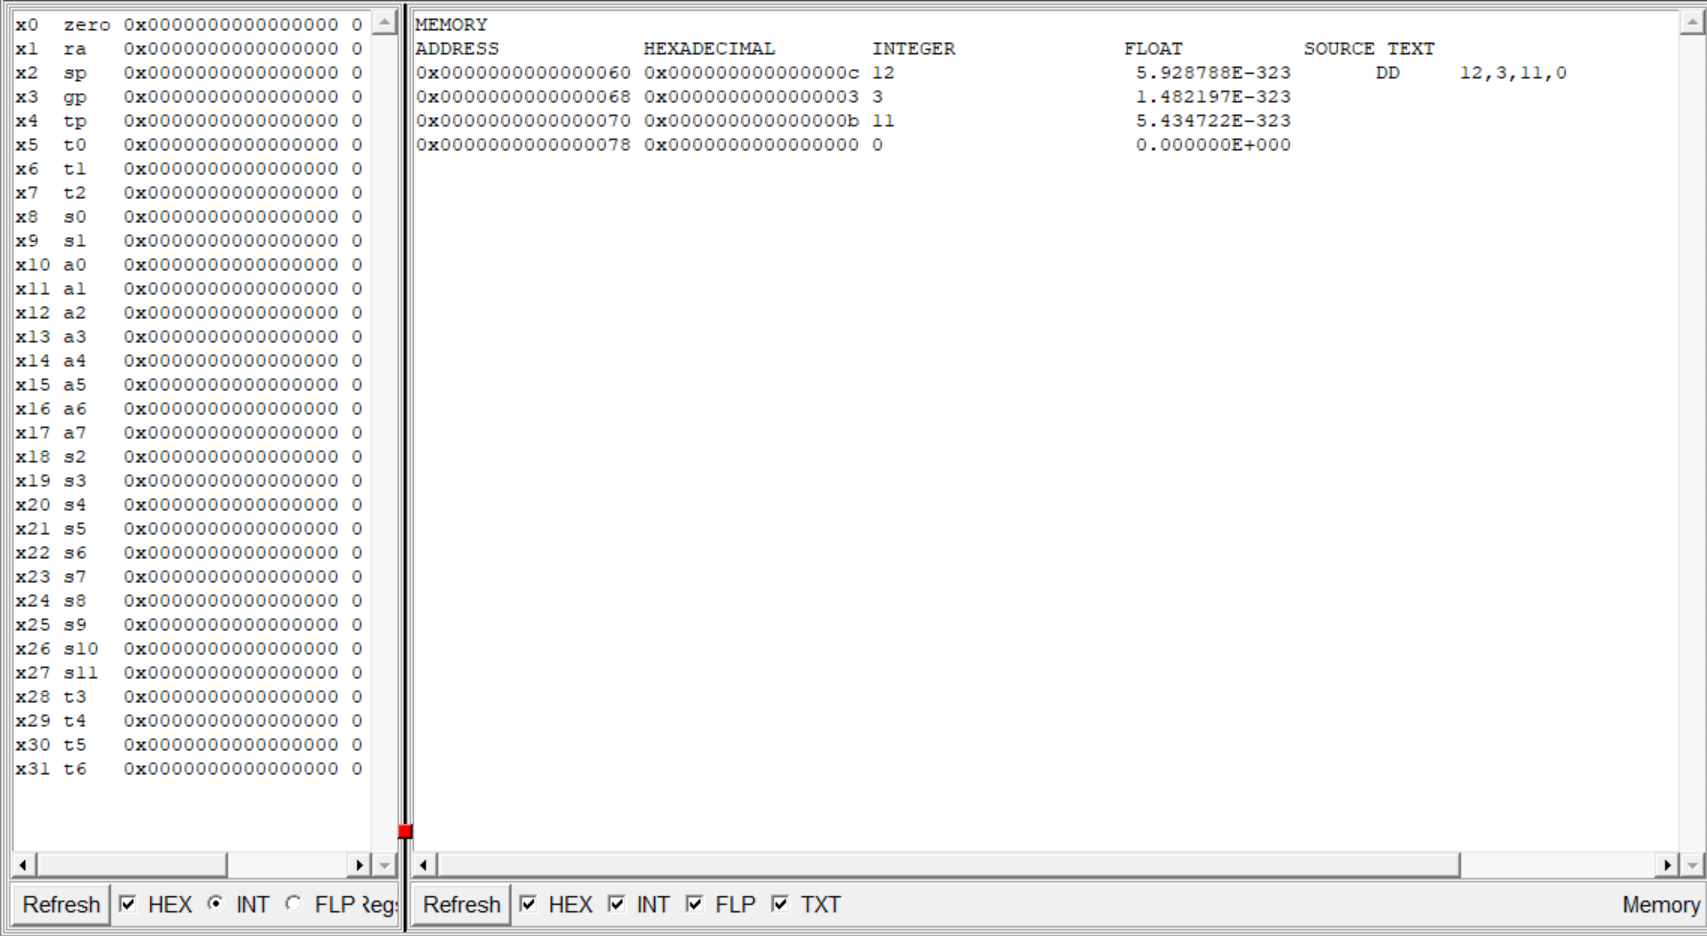 x0 zero 0x0000000000000000 0
x1 ra 0x0000000000000000 0
x2 sp 0x0000000000000000 0
x3 gp 0x0000000000000000 0
x4 tp 0x0000000000000000 0
x5 t0 0x0000000000000000 0
x6 t1 0x0000000000000000 0
x7 t2 0x0000000000000000 0
x8 s0 0x0000000000000000 0
x9 s1 0x0000000000000000 0
x10 a0 0x0000000000000000 0
x11 a1 0x0000000000000000 0
x12 a2 0x0000000000000000 0
x13 a3 0x0000000000000000 0
x14 a4 0x0000000000000000 0
x15 a5 0x0000000000000000 0
x16 a6 0x0000000000000000 0
x17 a7 0x0000000000000000 0
x18 s2 0x0000000000000000 0
x19 s3 0x0000000000000000 0
x20 s4 0x0000000000000000 0
x21 s5 0x0000000000000000 0
x22 s6 0x0000000000000000 0
x23 s7 0x0000000000000000 0
x24 s8 0x0000000000000000 0
x25 s9 0x0000000000000000 0
x26 s10 0x0000000000000000 0
x27 s11 0x0000000000000000 0
x28 t3 0x0000000000000000 0
x29 t4 0x0000000000000000 0
x30 t5 0x0000000000000000 0
x31 t6 0x0000000000000000 0
Refresh HEX INT FLP
MEMORY
ADDRESS HEXADECIMAL INTEGER FLOAT SOURCE TEXT
0x0000000000000060 0x000000000000000c 12 5.928788E-323 DD 12,3,11,0
0x0000000000000068 0x0000000000000003 3 1.482197E-323
0x0000000000000070 0x000000000000000b 11 5.434722E-323
0x0000000000000078 0x0000000000000000 0 0.000000E+000
Refresh HEX INT FLP TXT Memory